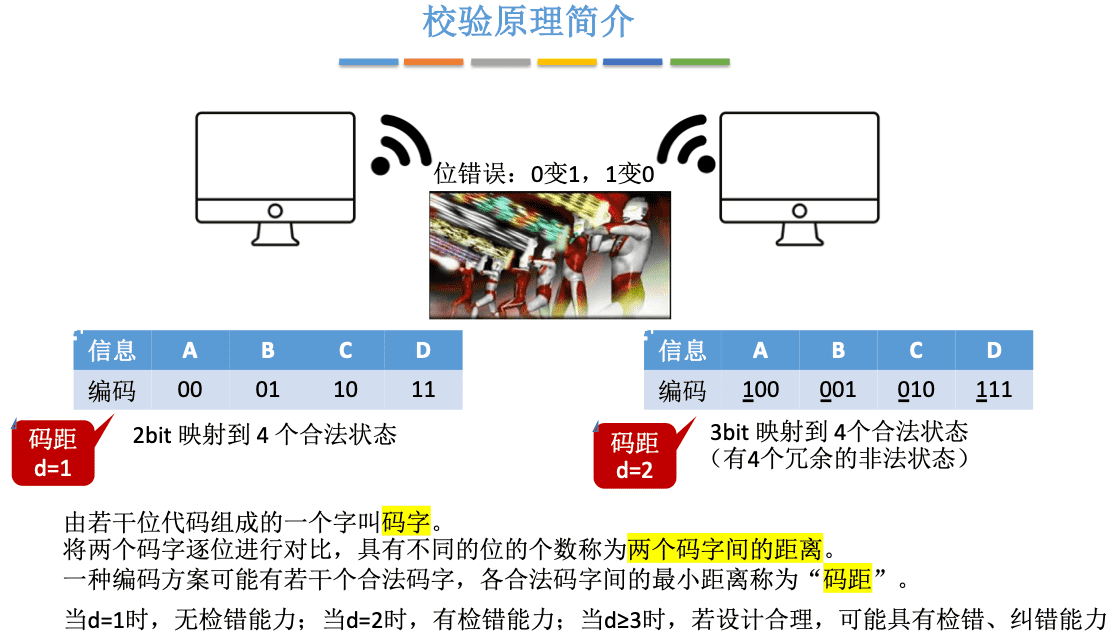 校验原理简介
位错误：0变1，1变0
信息 A B C D
编码 00 01 10 11
信息 A B C D
编码 100 001 010 111
码距
d=1
2bit 映射到 4 个合法状态
码距
d=2
3bit 映射到 4个合法状态
（有4个冗余的非法状态）
由若干位代码组成的一个字叫码字。
将两个码字逐位进行对比，具有不同的位的个数称为两个码字间的距离。
一种编码方案可能有若干个合法码字，各合法码字间的最小距离称为“码距”。
当d=1时，无检错能力；当d=2时，有检错能力；当d≥3时，若设计合理，可能具有检错、纠错能力